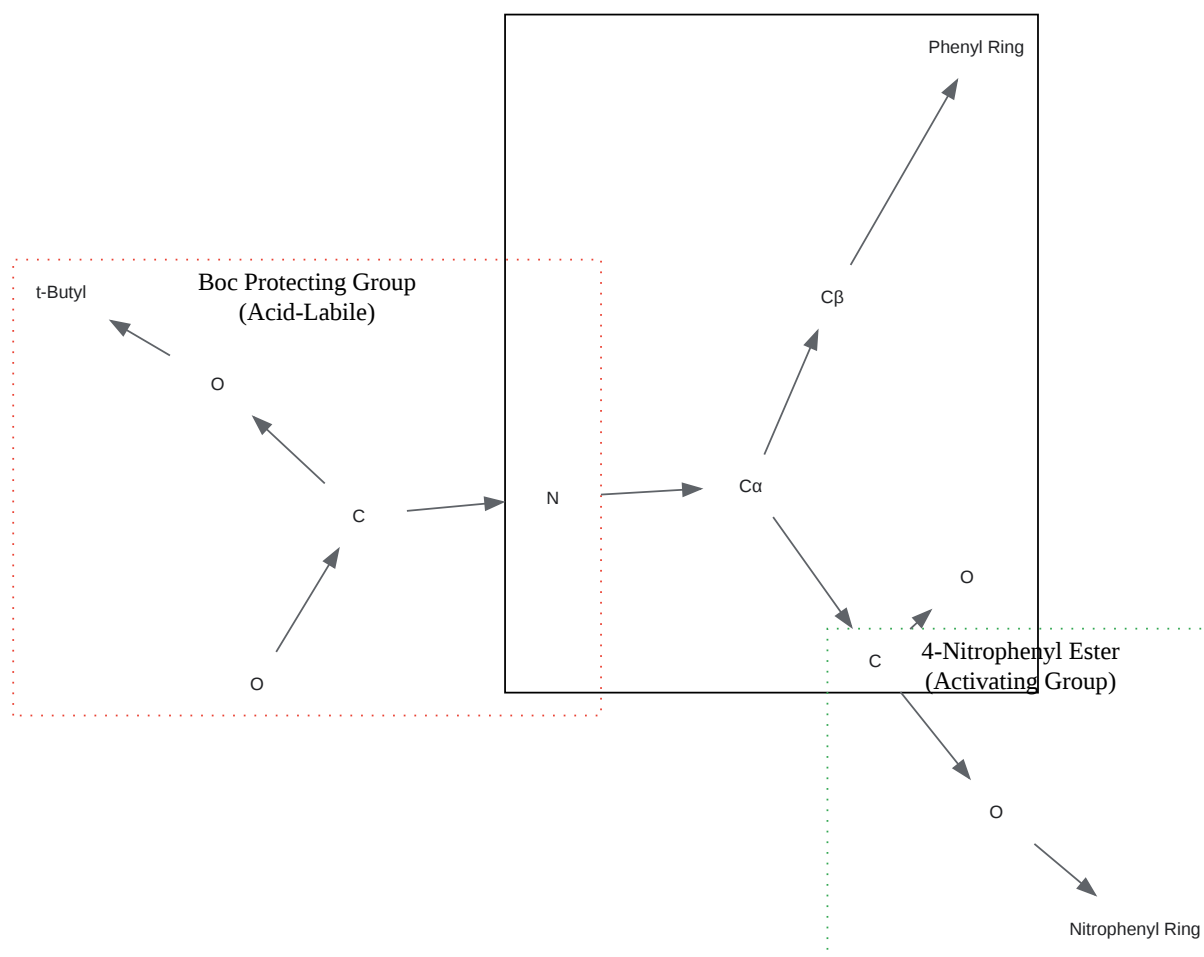 Phenyl Ring
Boc Protecting Group
(Acid-Labile)
t-Butyl
Cβ
O
Cα
N
C
O
4-Nitrophenyl Ester
(Activating Group)
C
O
O
Nitrophenyl Ring